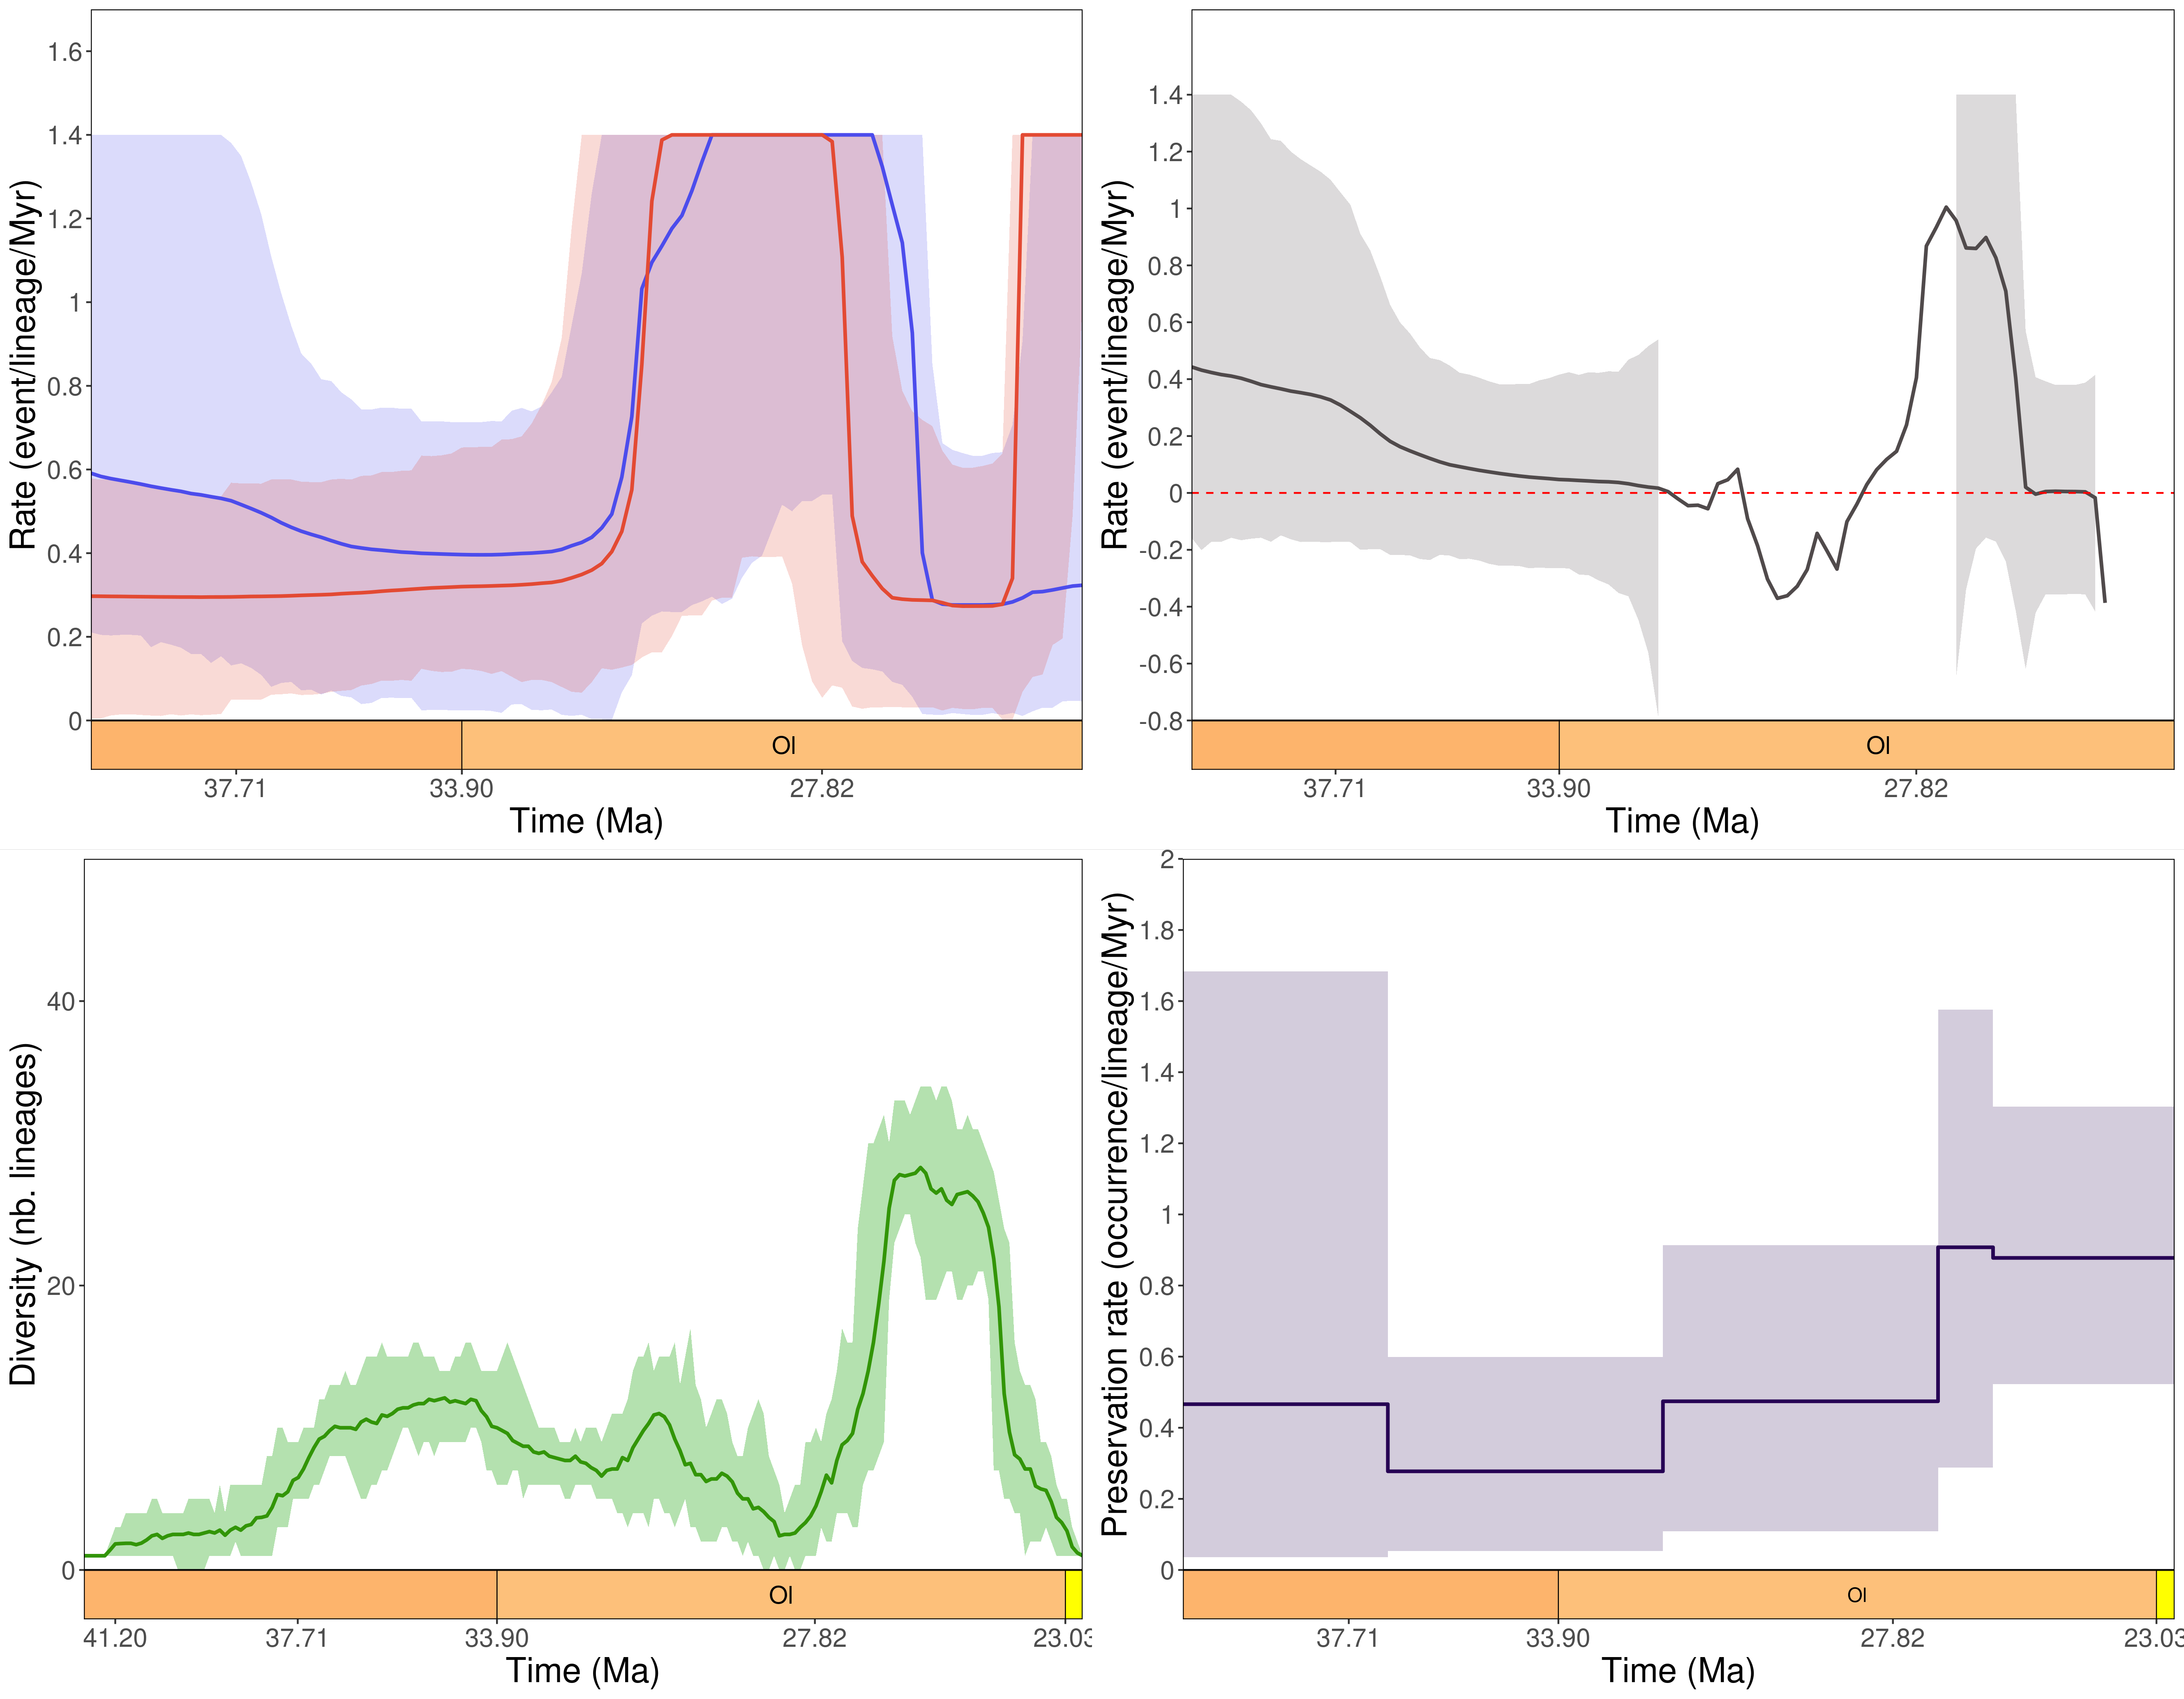 Rate (event/lineage/Myr)
1.6
1.4
1.2
1
0.8
0.6
0.4
0.2
0
Ol
37.71 33.90 27.82
Time (Ma)
Rate (event/lineage/Myr)
1.4
1.2
1
0.8
0.6
0.4
0.2
0
-0.2
-0.4
-0.6
-0.8
Ol
37.71 33.90 27.82
Time (Ma)
Diversity (nb. lineages)
40
20
0
Ol
41.20 37.71 33.90 27.82 23.03
Time (Ma)
Preservation rate (occurrence/lineage/Myr)
2
1.8
1.6
1.4
1.2
1
0.8
0.6
0.4
0.2
0
Ol
37.71 33.90 27.82 23.03
Time (Ma)